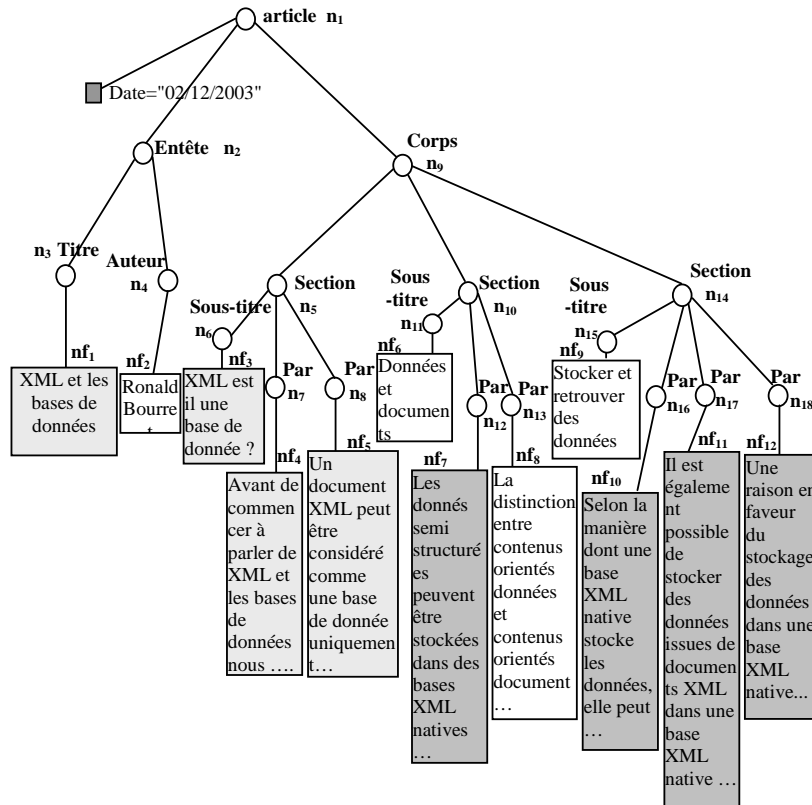 article n1
Date="02/12/2003"
Entête n2
Corps
n9
n3 Titre
Auteur
n4
Section
n5
Sous-titre
n6
Sous
-titre
n11
Section
n10
Sous
-titre
n15
Section
n14
nf1
XML et les
bases de
données
nf2
Ronald
Bourre
t
nf3
XML est
il une
base de
donnée ?
Par
n7
Par
n8
nf6
Données
et
documen
ts
Par
n12
Par
n13
nf9
Stocker et
retrouver
des
données
Par
n16
Par
n17
Par
n18
nf4
Avant de
commen
cer à
parler de
XML et
les bases
de
données
nous ….
nf5
Un
document
XML peut
être
considéré
comme
une base
de donnée
uniquemen
t…
nf7
Les
donnés
semi
structuré
es
peuvent
être
stockées
dans des
bases
XML
natives
…
nf8
La
distinction
entre
contenus
orientés
données
et
contenus
orientés
document
…
nf10
Selon la
manière
dont une
base
XML
native
stocke
les
données,
elle peut
…
nf11
Il est
égaleme
nt
possible
de
stocker
des
données
issues de
documen
ts XML
dans une
base
XML
native …
nf12
Une
raison en
faveur
du
stockage
des
données
dans une
base
XML
native...